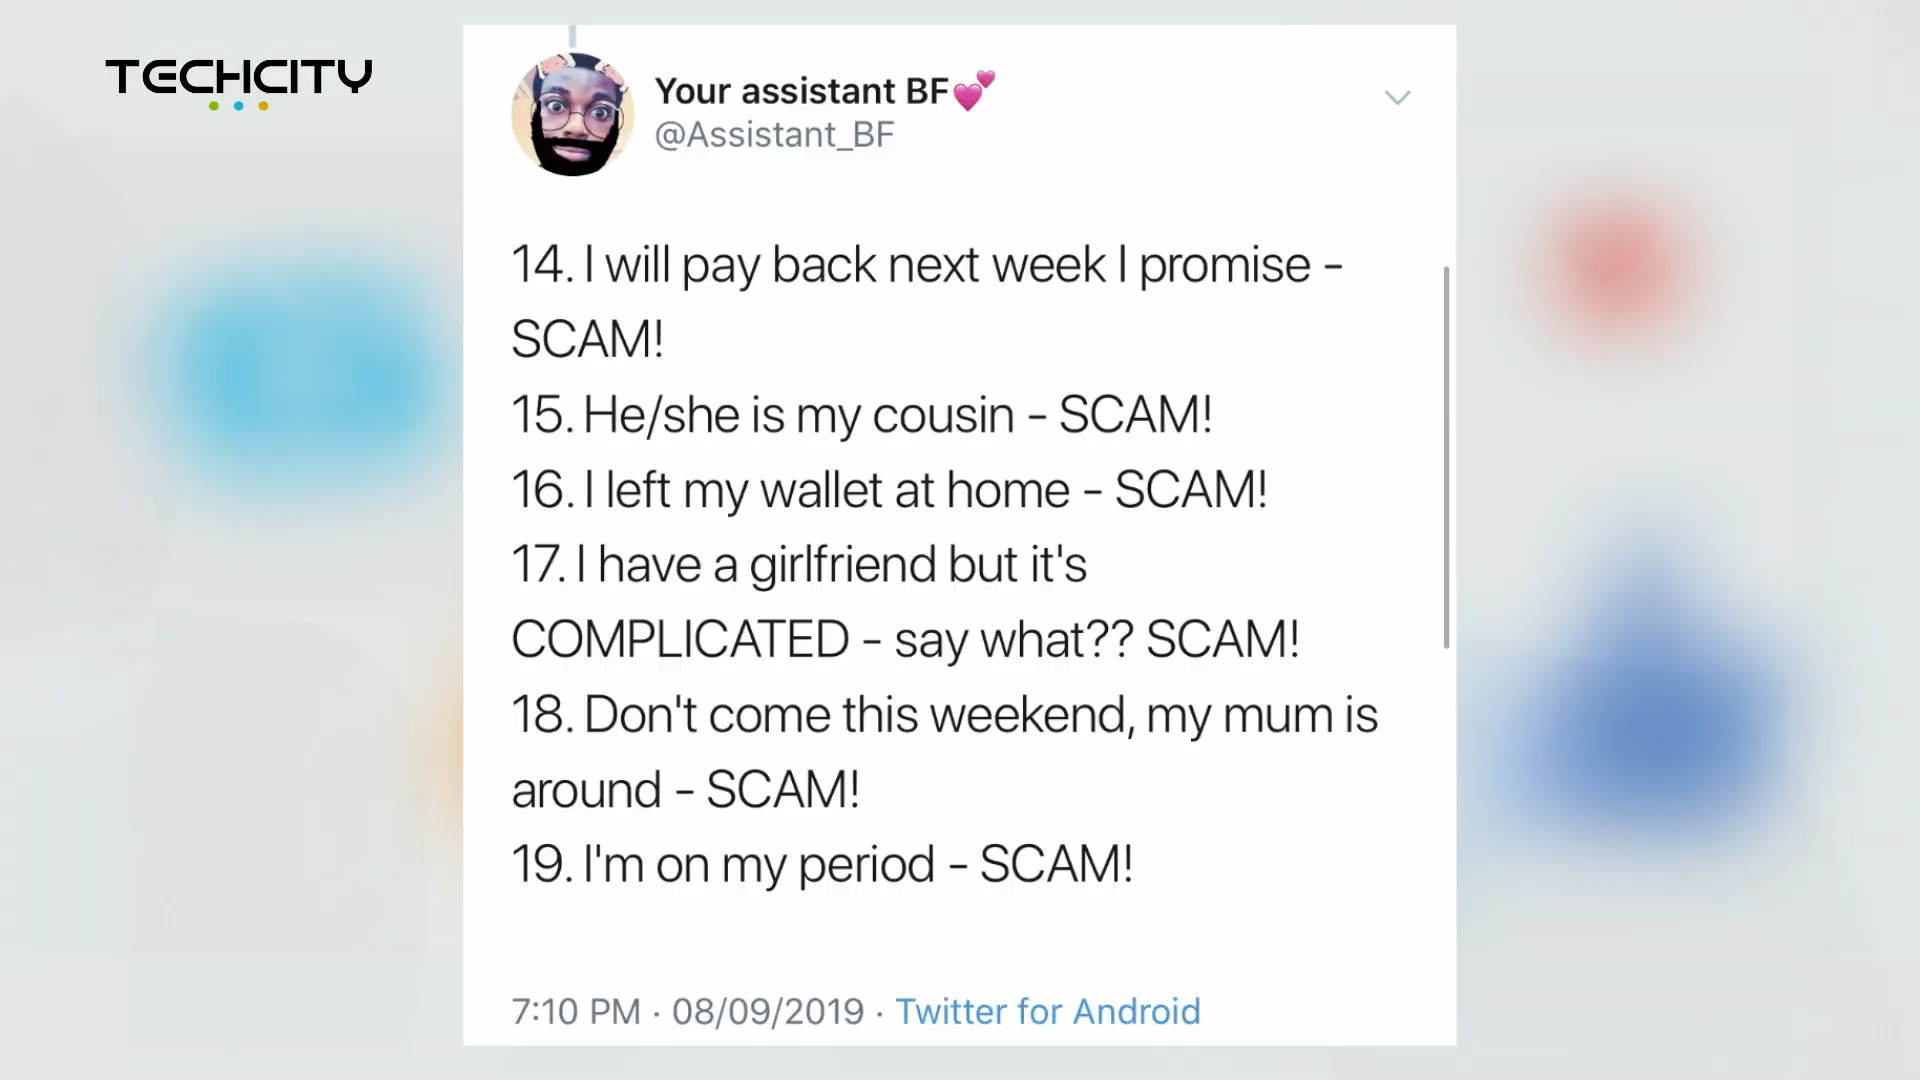 TECHCITY
Your assistant BF💕
@Assistant_BF
14. I will pay back next week I promise -
SCAM!
15. He/she is my cousin - SCAM!
16. I left my wallet at home - SCAM!
17. I have a girlfriend but it's
COMPLICATED - say what?? SCAM!
18. Don't come this weekend, my mum is
around - SCAM!
19. I'm on my period - SCAM!
7:10 PM · 08/09/2019 · Twitter for Android